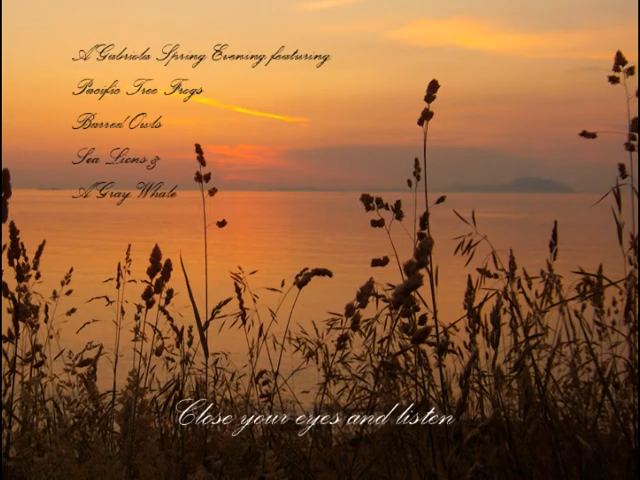 A Gabriola Spring Evening featuring
Pacific Tree Frogs
Barred Owls
Sea Lions &
A Gray Whale
Close your eyes and listen